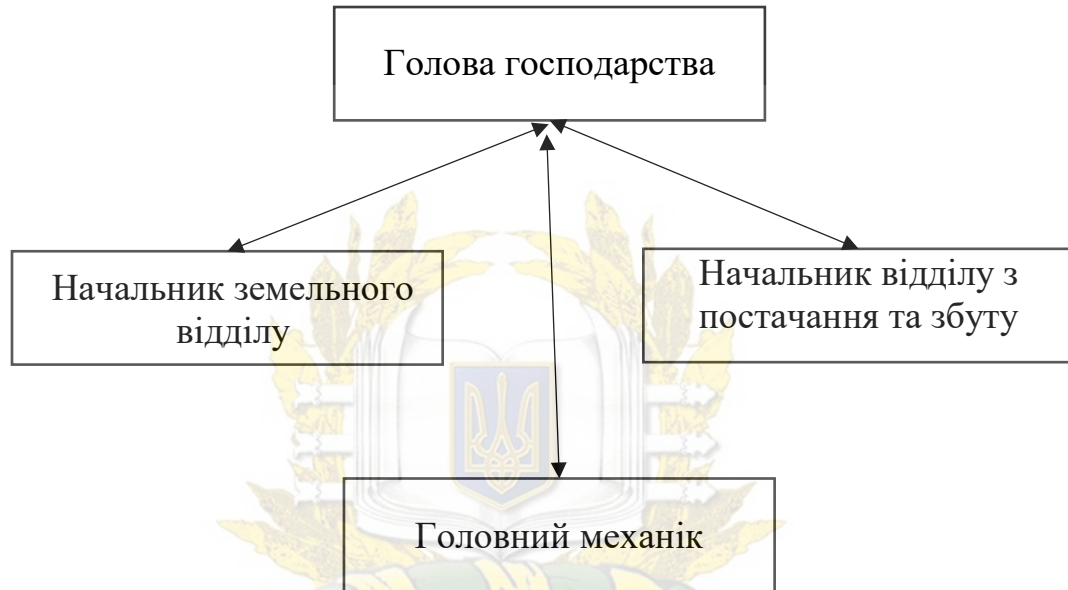 Голова господарства
Начальник земельного
відділу
Начальник відділу з
постачання та збуту
Головний механік